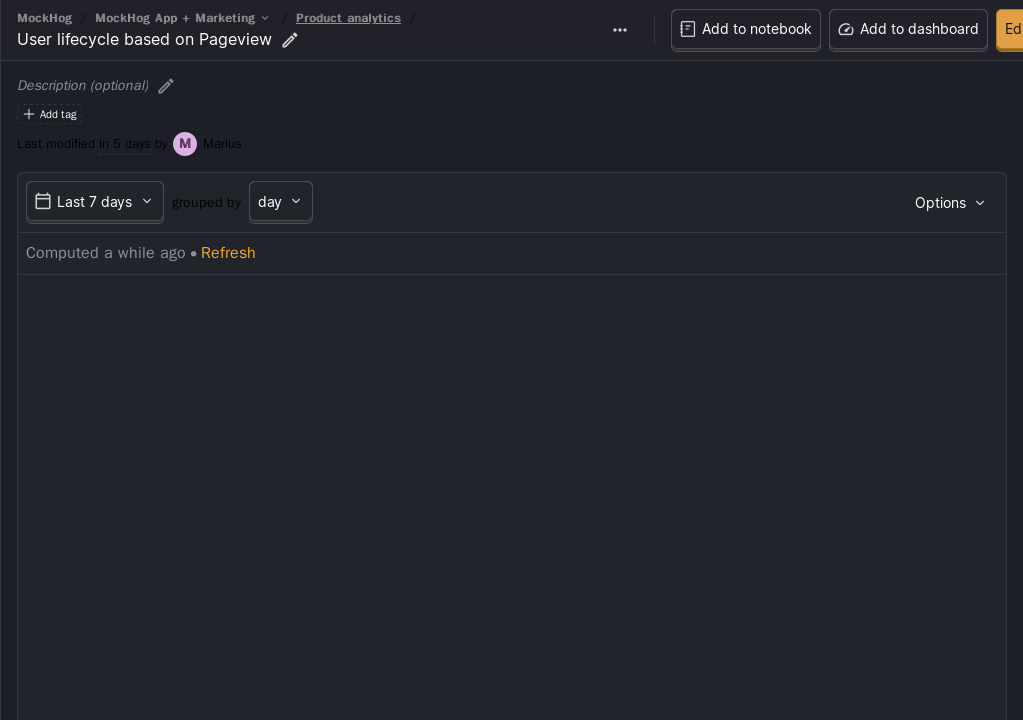 MockHog / MockHog App + Marketing / Product analytics /
User lifecycle based on Pageview
Add to notebook
Add to dashboard
Ed
Description (optional)
Add tag
Last modified in 5 days by M Marius
Last 7 days grouped by day
Options
Computed a while ago • Refresh